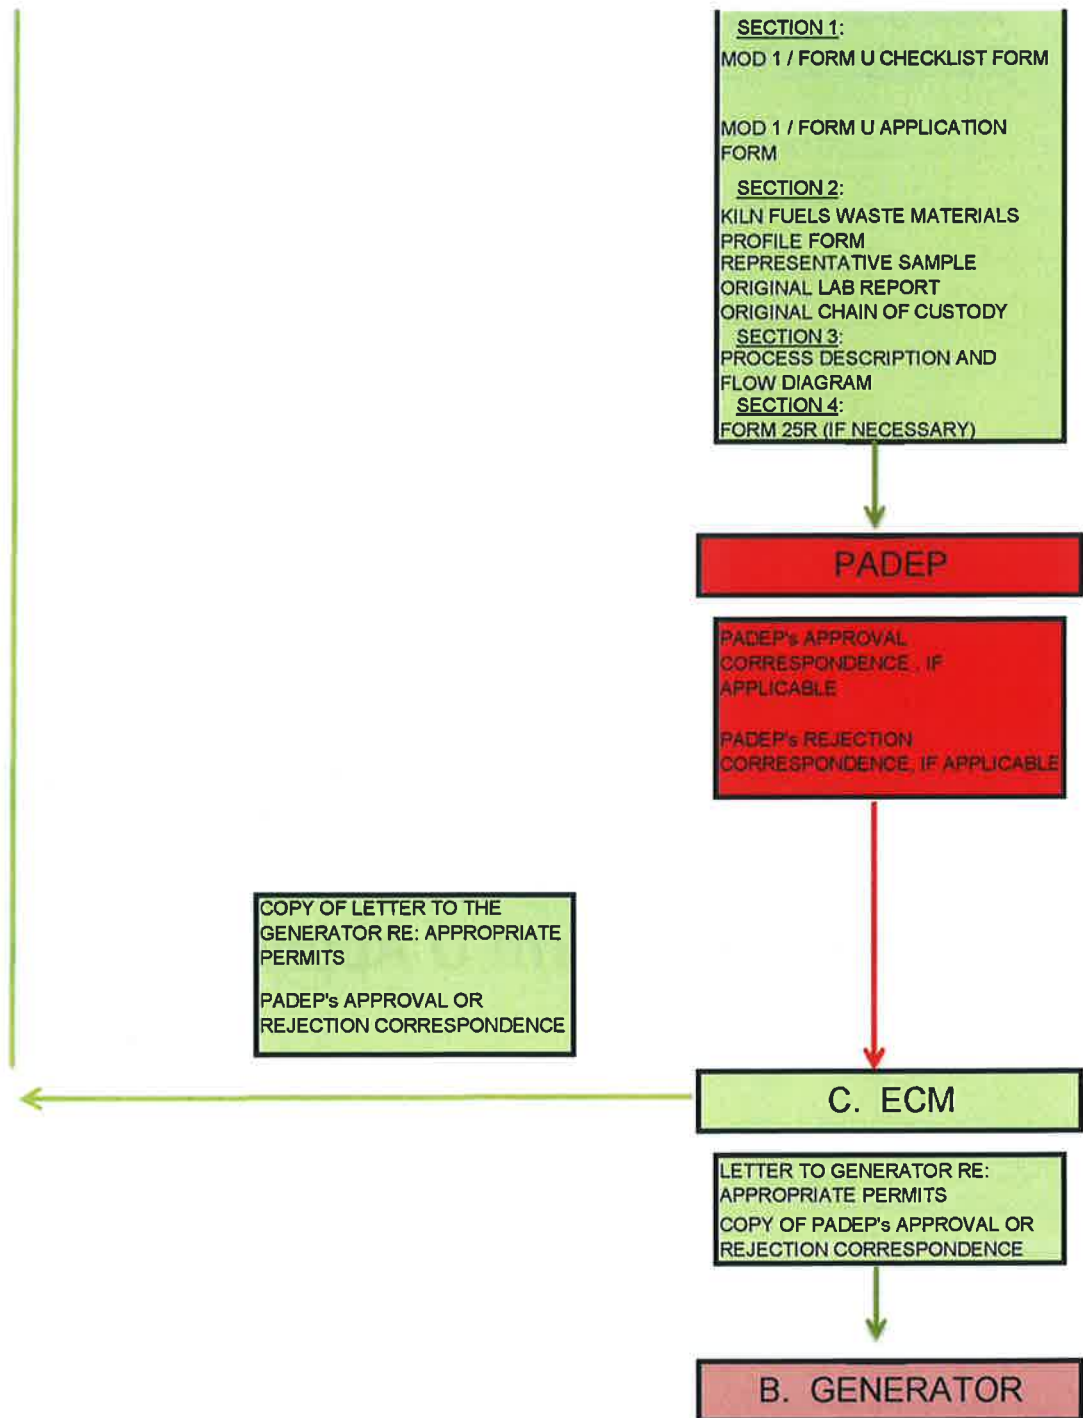 SECTION 1:
MOD 1 / FORM U CHECKLIST FORM
MOD 1 / FORM U APPLICATION
FORM
SECTION 2:
KILN FUELS WASTE MATERIALS
PROFILE FORM
REPRESENTATIVE SAMPLE
ORIGINAL LAB REPORT
ORIGINAL CHAIN OF CUSTODY
SECTION 3:
PROCESS DESCRIPTION AND
FLOW DIAGRAM
SECTION 4:
FORM 25R (IF NECESSARY)
PADEP
PADEP's APPROVAL
CORRESPONDENCE , IF
APPLICABLE
PADEP's REJECTION
CORRESPONDENCE, IF APPLICABLE
COPY OF LETTER TO THE
GENERATOR RE: APPROPRIATE
PERMITS
PADEP's APPROVAL OR
REJECTION CORRESPONDENCE
C. ECM
LETTER TO GENERATOR RE:
APPROPRIATE PERMITS
COPY OF PADEP's APPROVAL OR
REJECTION CORRESPONDENCE
B. GENERATOR